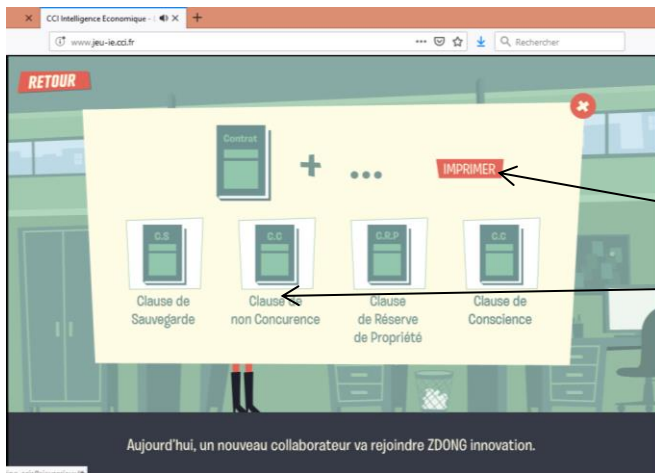 CCI Intelligence Economique -
www.jeu-ie.cci.fr
Rechercher
RETOUR
Contrat
+ ...
IMPRIMER
C.S
C.C
C.R.P
C.C
Clause de
Sauvegarde
Clause de
non Concurence
Clause
de Réserve
de Propriété
Clause de
Conscience
Aujourd'hui, un nouveau collaborateur va rejoindre ZDONG innovation.